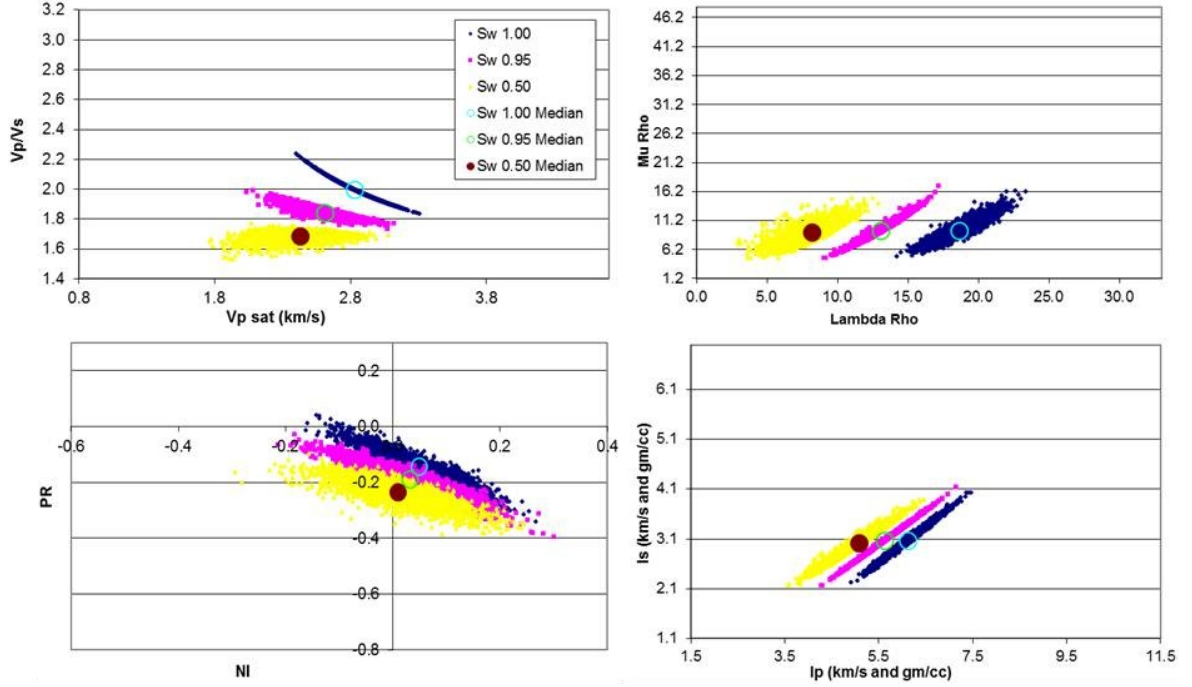 3.2
3.0
2.8
2.6
2.4
2.2
2.0
1.8
1.6
1.4
Vp/Vs
0.8 1.8 2.8 3.8
Vp sat (km/s)
Sw 1.00
Sw 0.95
Sw 0.50
Sw 1.00 Median
Sw 0.95 Median
Sw 0.50 Median
46.2
41.2
36.2
31.2
26.2
21.2
16.2
11.2
6.2
1.2
Mu Rho
0.0 5.0 10.0 15.0 20.0 25.0 30.0
Lambda Rho
0.2
0.0
-0.6 -0.4 -0.2 0.2 0.4
-0.2
-0.4
-0.6
-0.8
PR
NI
6.1
5.1
4.1
3.1
2.1
1.1
Is (km/s and gm/cc)
1.5 3.5 5.5 7.5 9.5 11.5
Ip (km/s and gm/cc)